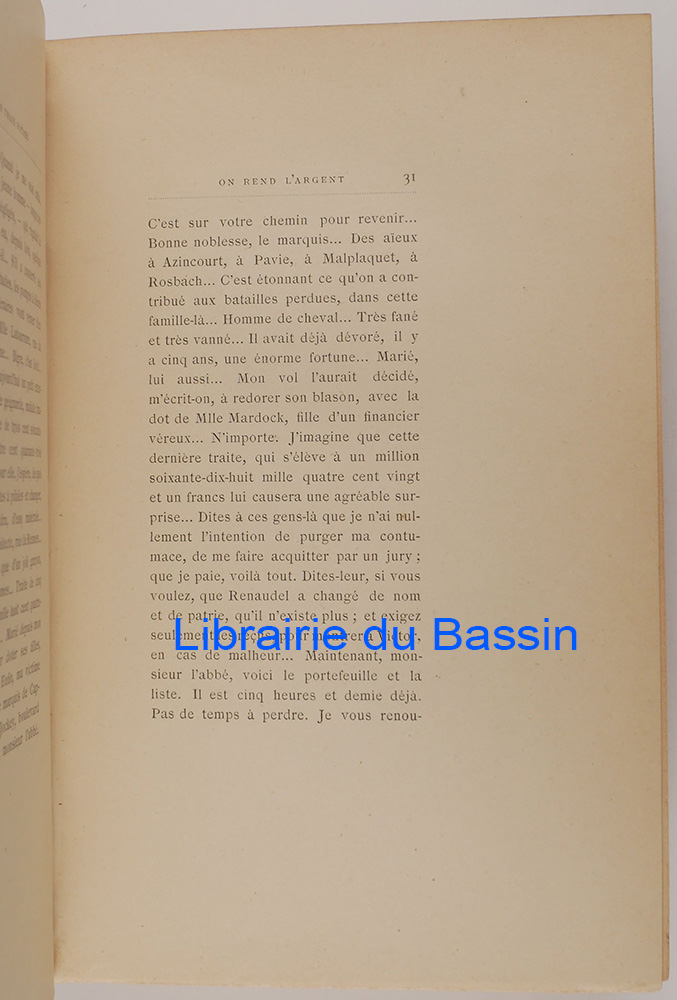 ON REND L'ARGENT 31
C'est sur votre chemin pour revenir...
Bonne noblesse, le marquis... Des aïeux
à Azincourt, à Pavie, à Malplaquet, à
Rosbach... C'est étonnant ce qu'on a con-
tribué aux batailles perdues, dans cette
famille-là... Homme de cheval... Très fané
et très vanné... Il avait déjà dévoré, il y
a cinq ans, une énorme fortune... Marié,
lui aussi... Mon vol l'aurait décidé,
m'écrit-on, à redorer son blason, avec la
dot de Mlle Mardock, fille d'un financier
véreux... N'importe. J'imagine que cette
dernière traite, qui s'élève à un million
soixante-dix-huit mille quatre cent vingt
et un francs lui causera une agréable sur-
prise... Dites à ces gens-là que je n'ai nul-
lement l'intention de purger ma contu-
mace, de me faire acquitter par un jury ;
que je paie, voilà tout. Dites-leur, si vous
voulez, que Renaudel a changé de nom
et de patrie, qu'il n'existe plus ; et exigez
seulement les reçus, pour montrer à Victor,
en cas de malheur... Maintenant, mon-
sieur l'abbé, voici le portefeuille et la
liste. Il est cinq heures et demie déjà.
Pas de temps à perdre. Je vous renou-
Librairie du Bassin